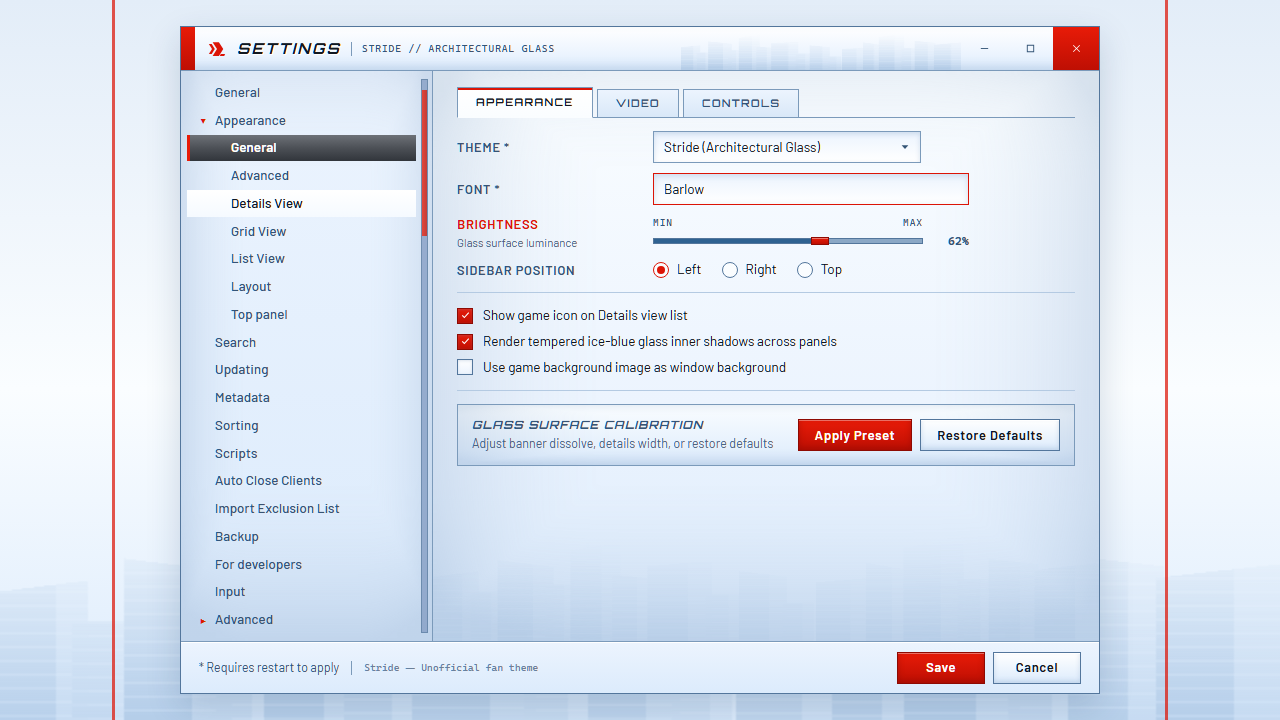 SETTINGS
STRIDE // ARCHITECTURAL GLASS
General
Appearance
General
Advanced
Details View
Grid View
List View
Layout
Top panel
Search
Updating
Metadata
Sorting
Scripts
Auto Close Clients
Import Exclusion List
Backup
For developers
Input
Advanced
APPEARANCE
VIDEO
CONTROLS
THEME *
Stride (Architectural Glass)
FONT *
Barlow
BRIGHTNESS
Glass surface luminance
MIN
MAX
62%
SIDEBAR POSITION
Left
Right
Top
Show game icon on Details view list
Render tempered ice-blue glass inner shadows across panels
Use game background image as window background
GLASS SURFACE CALIBRATION
Adjust banner dissolve, details width, or restore defaults
Apply Preset
Restore Defaults
* Requires restart to apply
Stride — Unofficial fan theme
Save
Cancel